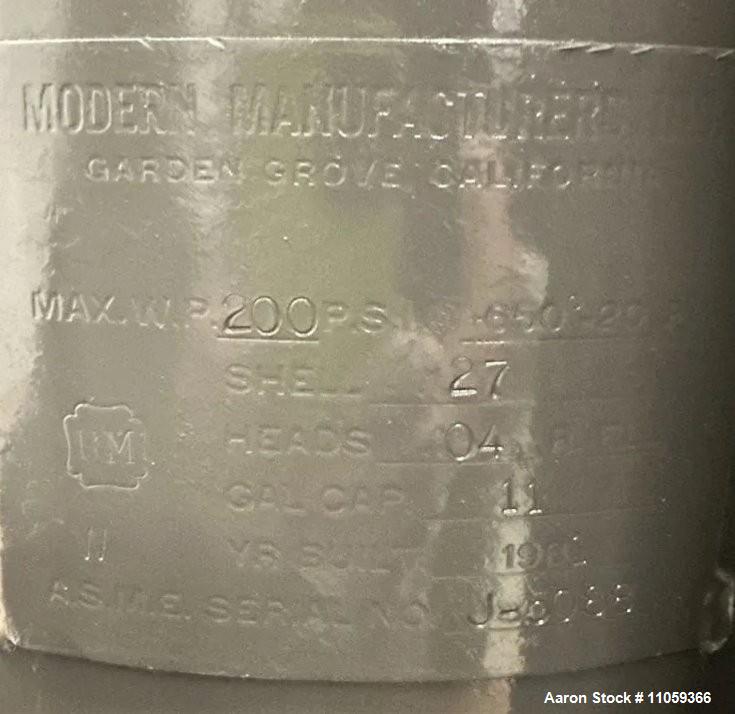 MODERN MANUFACTURERS,
GARDEN GROVE, CALIFORNIA
MAX. W.P. 200 P.S.I.
SHELL 27
HEADS 04
GAL. CAP. 11
YR BUILT
A.S.M.E. SERIAL NO.
Aaron Stock # 11059366